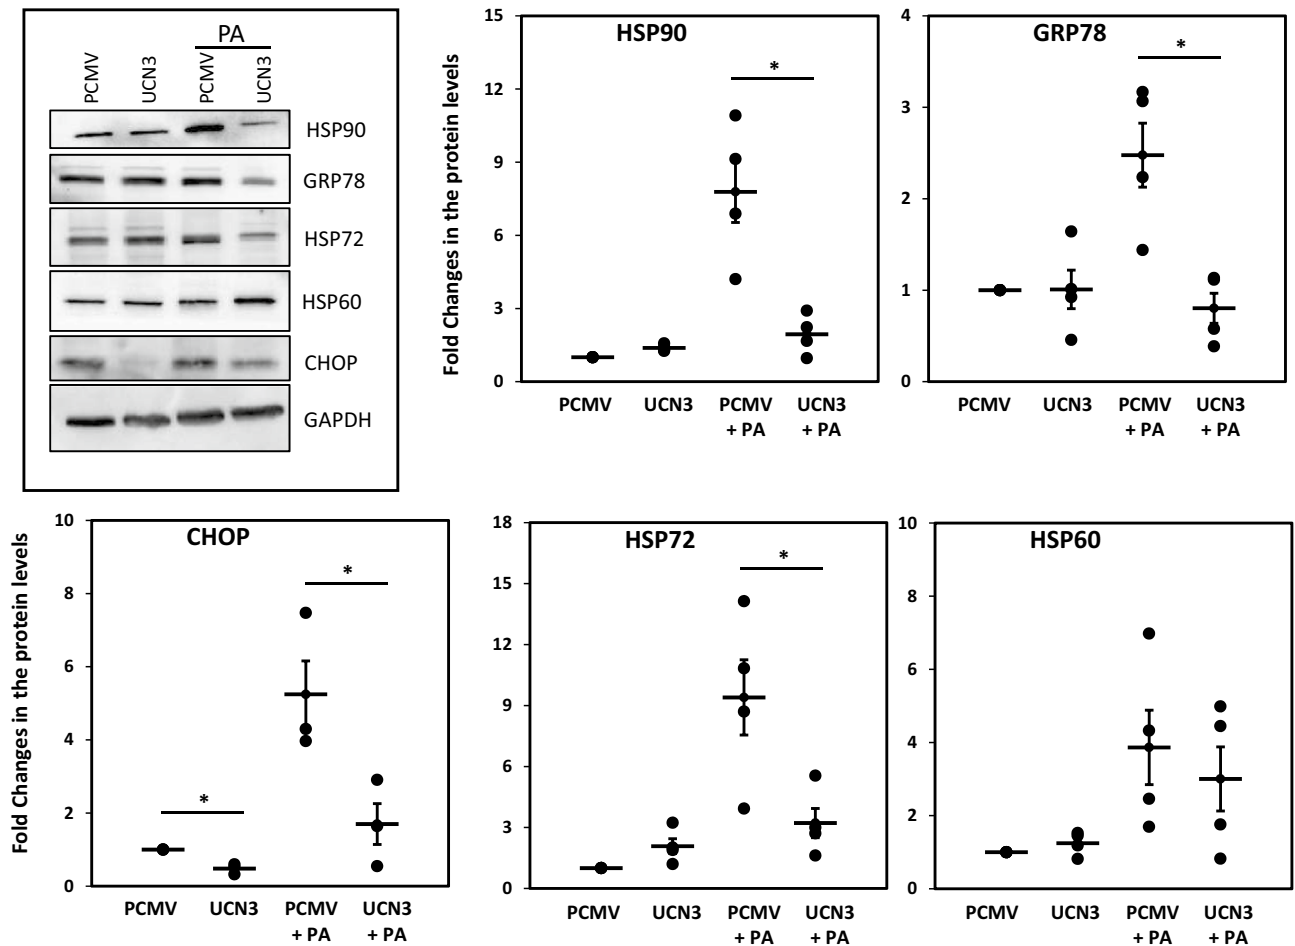 PA
PCMV
UCN3
PCMV
UCN3
HSP90
GRP78
HSP72
HSP60
CHOP
GAPDH
Fold Changes in the protein levels
HSP90
15
12
9
6
3
0
*
PCMV UCN3 PCMV + PA UCN3 + PA
GRP78
4
3
2
1
0
*
PCMV UCN3 PCMV + PA UCN3 + PA
Fold Changes in the protein levels
CHOP
10
8
6
4
2
0
*
*
PCMV UCN3 PCMV + PA UCN3 + PA
HSP72
18
15
12
9
6
3
0
*
PCMV UCN3 PCMV + PA UCN3 + PA
HSP60
10
8
6
4
2
0
PCMV UCN3 PCMV + PA UCN3 + PA